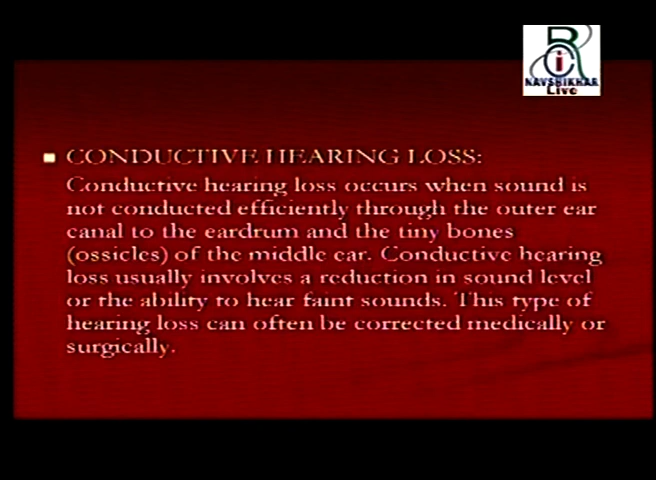 RCi
NAVSHIKHAR
Live
CONDUCTIVE HEARING LOSS:
Conductive hearing loss occurs when sound is
not conducted efficiently through the outer ear
canal to the eardrum and the tiny bones
(ossicles) of the middle ear. Conductive hearing
loss usually involves a reduction in sound level
or the ability to hear faint sounds. This type of
hearing loss can often be corrected medically or
surgically.